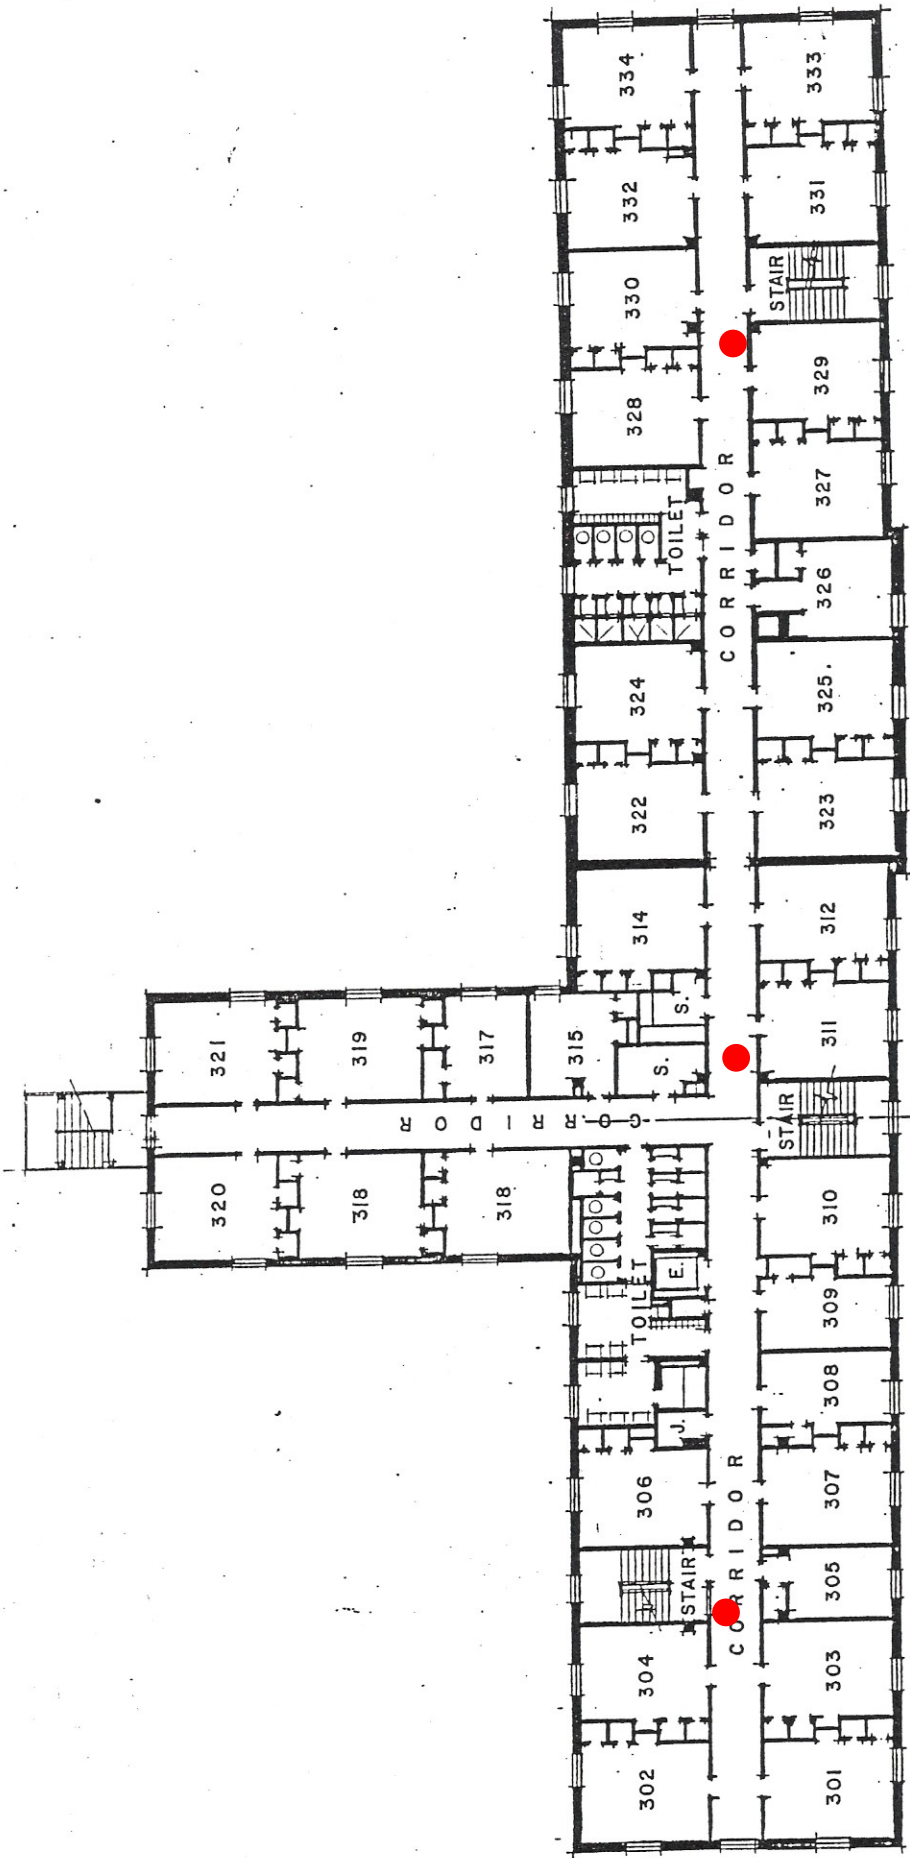 334
333
332
331
STAIR
330
329
328
327
CORRIDOR
TOILET
326
324
325.
322
323
314
312
321
319
317
315
S.
S.
311
CORRIDOR
STAIR
320
318
318
310
E.
TOILET
309
308
J.
306
307
CORRIDOR
STAIR
305
304
303
302
301